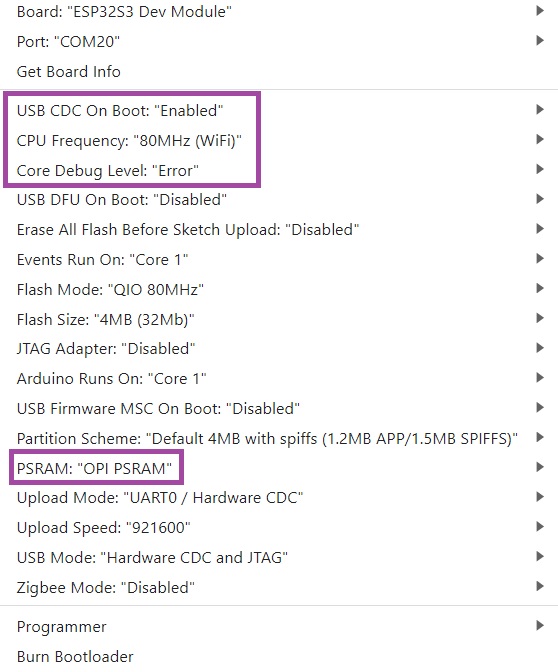 Board: "ESP32S3 Dev Module"
Port: "COM20"
Get Board Info
USB CDC On Boot: "Enabled"
CPU Frequency: "80MHz (WiFi)"
Core Debug Level: "Error"
USB DFU On Boot: "Disabled"
Erase All Flash Before Sketch Upload: "Disabled"
Events Run On: "Core 1"
Flash Mode: "QIO 80MHz"
Flash Size: "4MB (32Mb)"
JTAG Adapter: "Disabled"
Arduino Runs On: "Core 1"
USB Firmware MSC On Boot: "Disabled"
Partition Scheme: "Default 4MB with spiffs (1.2MB APP/1.5MB SPIFFS)"
PSRAM: "OPI PSRAM"
Upload Mode: "UART0 / Hardware CDC"
Upload Speed: "921600"
USB Mode: "Hardware CDC and JTAG"
Zigbee Mode: "Disabled"
Programmer
Burn Bootloader